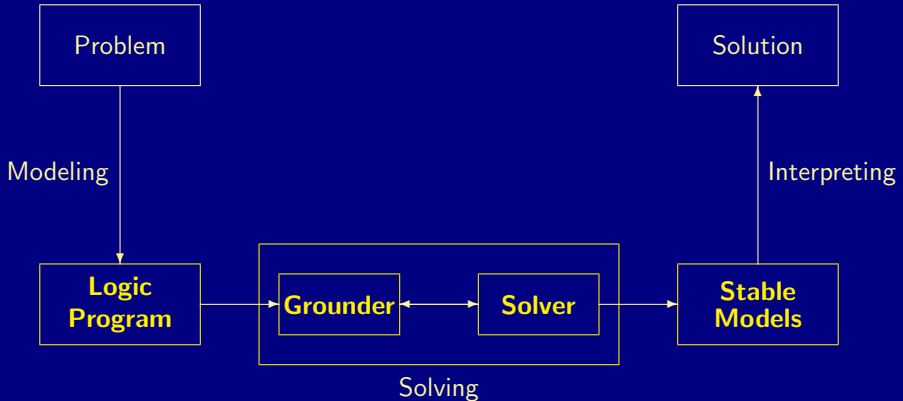 Problem
Solution
Modeling
Interpreting
Logic
Program
Grounder
Solver
Stable
Models
Solving